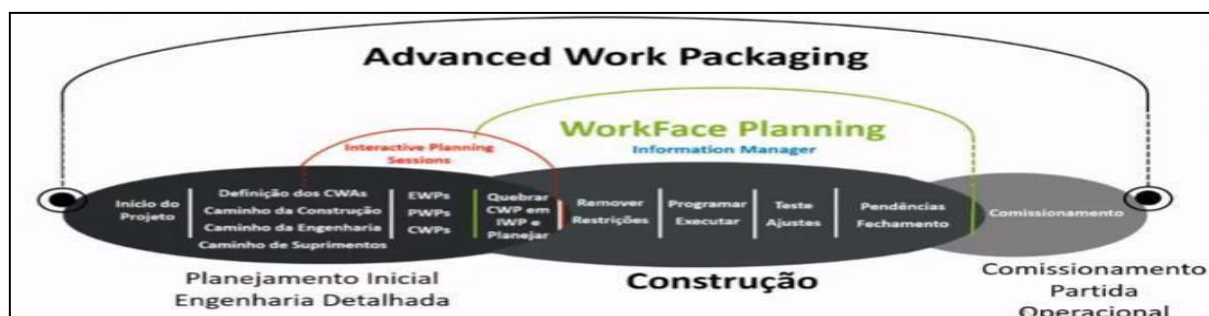 Advanced Work Packaging
WorkFace Planning
Interactive Planning
Sessions
Information Manager
Início do
Projeto
Definição dos CWAs
Caminho da Construção
Caminho da Engenharia
Caminho de Suprimentos
EWPs
PWPs
CWPs
Quebrar
CWP em
IWP e
Planejar
Remover
Restrições
Programar
Executar
Teste
Ajustes
Pendências
Fechamento
Comissionamento
Planejamento Inicial
Engenharia Detalhada
Construção
Comissionamento
Partida
Operacional